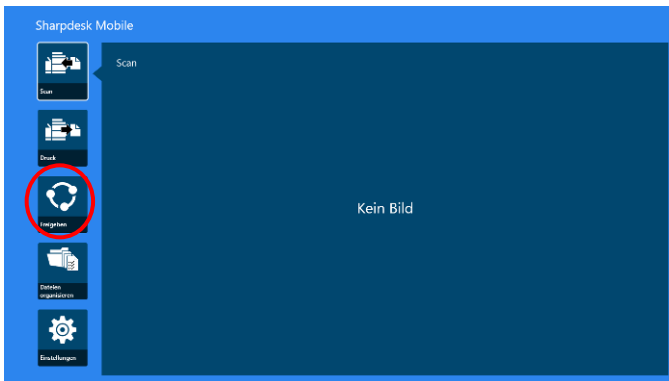 Sharpdesk Mobile
Scan
Scan
Druck
Kein Bild
Freigeben
Dateien
organisieren
Einstellungen